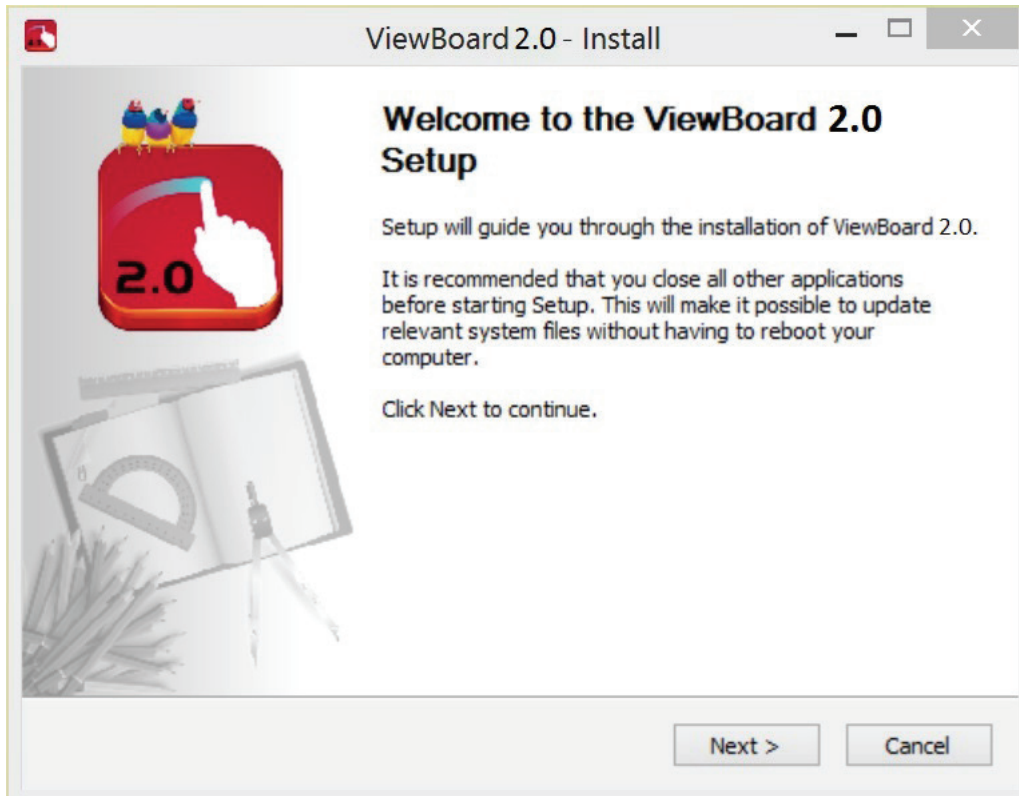 ViewBoard 2.0 - Install
Welcome to the ViewBoard 2.0
Setup
Setup will guide you through the installation of ViewBoard 2.0.
It is recommended that you close all other applications
before starting Setup. This will make it possible to update
relevant system files without having to reboot your
computer.
Click Next to continue.
2.0
Next >
Cancel